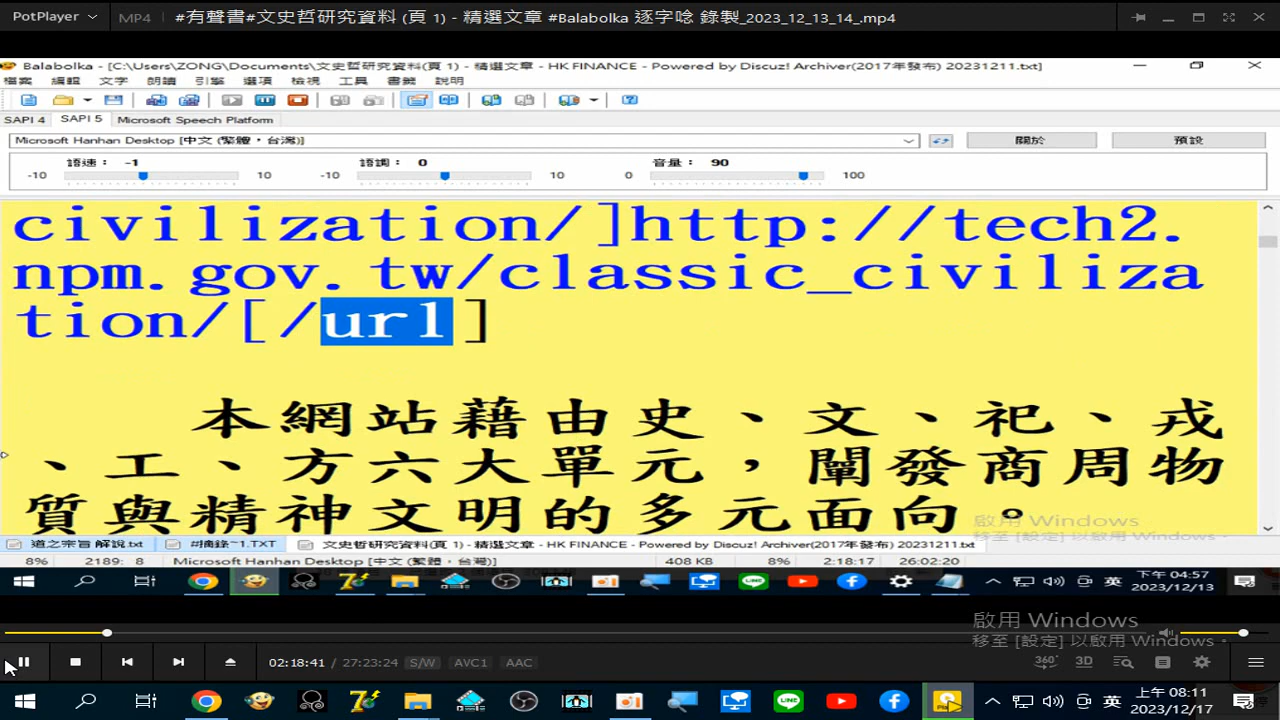 PotPlayer MP4 #有聲書#文史哲研究資料 (頁 1) - 精選文章 #Balabolka 逐字唸 錄製_2023_12_13_14_.mp4
Balabolka - [C:\Users\ZONG\Documents\文史哲研究資料(頁 1) - 精選文章 - HK FINANCE - Powered by Discuz! Archiver(2017年發布) 20231211.txt]
檔案 編輯 文字 朗讀 引擎 選項 檢視 工具 書籤 說明
SAPI 4 SAPI 5 Microsoft Speech Platform
Microsoft Hanhan Desktop [中文 (繁體，台灣)] 關於 預設
語速： -1 語調： 0 音量： 90
-10 10 -10 10 0 100
civilization/]http://tech2.
npm.gov.tw/classic_civiliza
tion/[/url]
本網站藉由史、文、祀、戎
、工、方六大單元，闡發商周物
質與精神文明的多元面向。
啟用 Windows
移至 [設定] 以啟用 Windows。
道之宗旨 解說.txt #摘錄~1.TXT 文史哲研究資料(頁 1) - 精選文章 - HK FINANCE - Powered by Discuz! Archiver(2017年發布) 20231211.txt
8% 2189: 8 Microsoft Hanhan Desktop [中文 (繁體，台灣)] 408 KB 8% 2:18:17 26:02:20
英 下午 04:57
2023/12/13
啟用 Windows
移至 [設定] 以啟用 Windows。
02:18:41 / 27:23:24 S/W AVC1 AAC 360° 3D
英 上午 08:11
2023/12/17